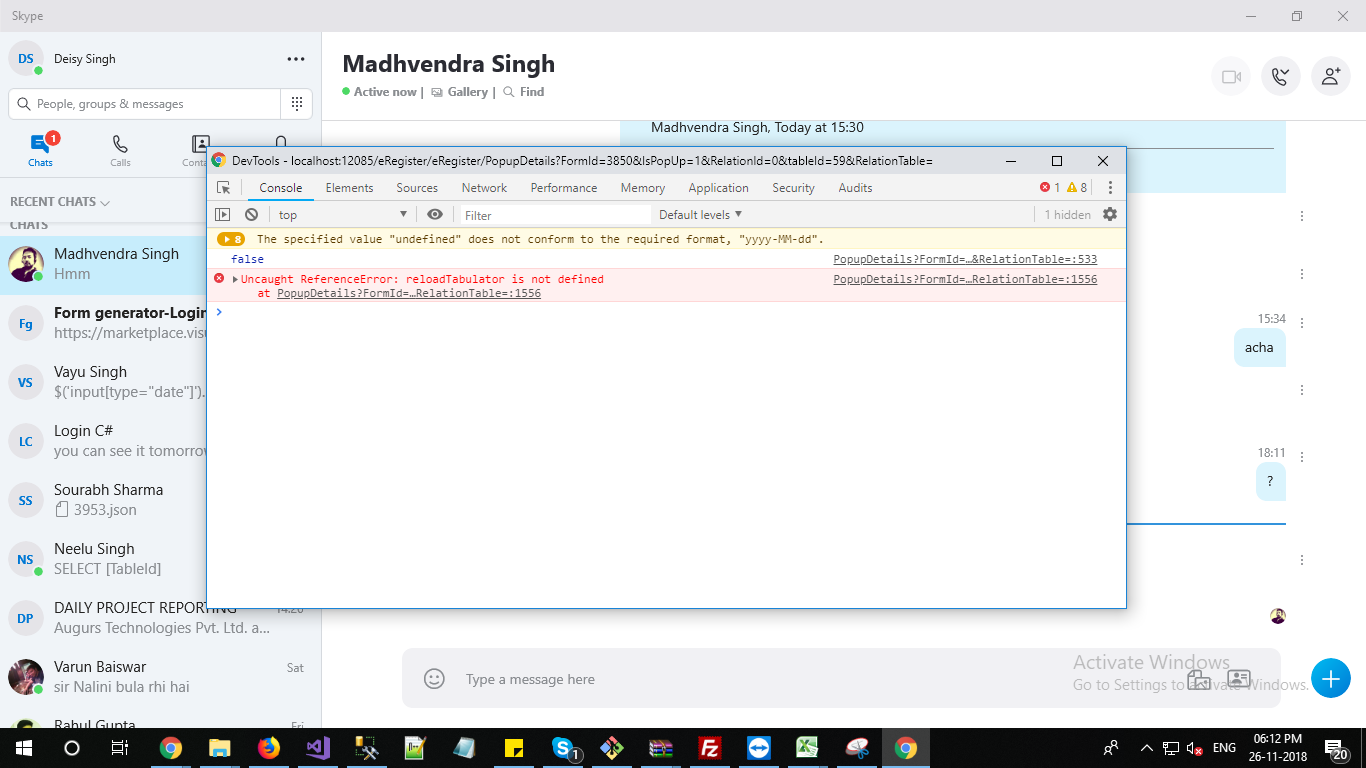 Skype
DS
Deisy Singh
People, groups & messages
1
Chats
Calls
Conta
RECENT CHATS
CHATS
Madhvendra Singh
Hmm
Fg
Form generator-Login
https://marketplace.visu
VS
Vayu Singh
$('input[type="date"]').
LC
Login C#
you can see it tomorrow
SS
Sourabh Sharma
3953.json
NS
Neelu Singh
SELECT [TableId]
DP
DAILY PROJECT REPORTING
14:20
Augurs Technologies Pvt. Ltd. a...
Varun Baiswar
Sat
sir Nalini bula rhi hai
Rahul Gupta
Fri
Madhvendra Singh
Active now | Gallery | Find
Madhvendra Singh, Today at 15:30
DevTools - localhost:12085/eRegister/eRegister/PopupDetails?FormId=3850&IsPopUp=1&RelationId=0&tableId=59&RelationTable=
Console Elements Sources Network Performance Memory Application Security Audits
1 8
top
Filter
Default levels
1 hidden
8 The specified value "undefined" does not conform to the required format, "yyyy-MM-dd".
false PopupDetails?FormId=…&RelationTable=:533
Uncaught ReferenceError: reloadTabulator is not defined PopupDetails?FormId=…RelationTable=:1556
at PopupDetails?FormId=…RelationTable=:1556
15:34
acha
18:11
?
Type a message here
Activate Windows
Go to Settings to activate Windows.
1
ENG
06:12 PM
26-11-2018
20